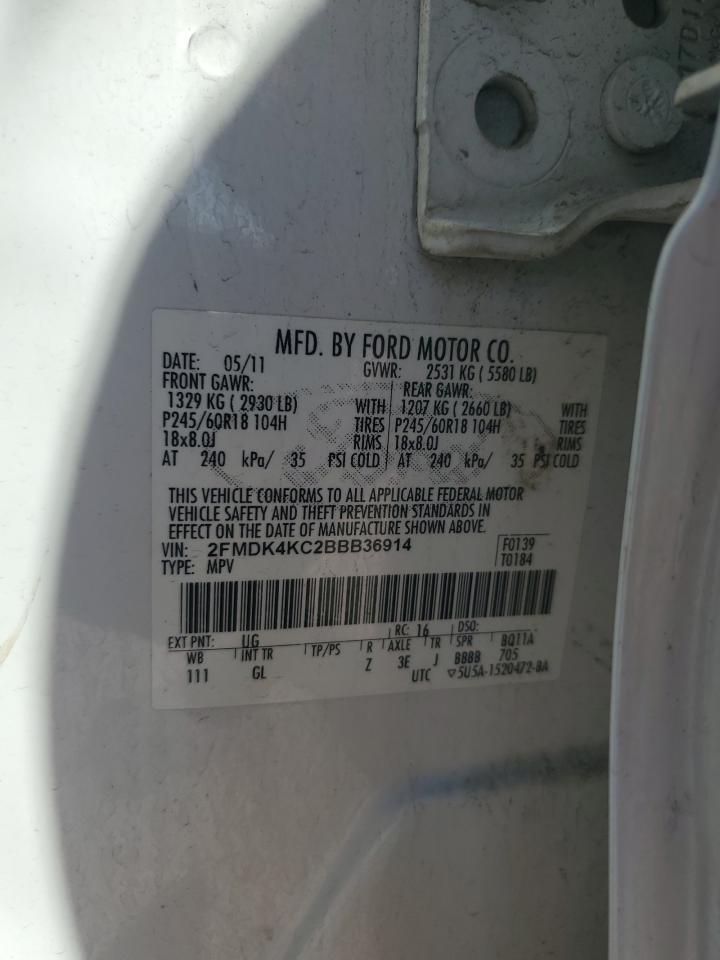 MFD. BY FORD MOTOR CO.
DATE: 05/11 GVWR: 2531 KG ( 5580 LB)
FRONT GAWR: REAR GAWR:
1329 KG ( 2930 LB) WITH 1207 KG ( 2660 LB) WITH
P245/60R18 104H TIRES P245/60R18 104H TIRES
18x8.0J RIMS 18x8.0J RIMS
AT 240 kPa/ 35 PSI COLD AT 240 kPa/ 35 PSI COLD
THIS VEHICLE CONFORMS TO ALL APPLICABLE FEDERAL MOTOR
VEHICLE SAFETY AND THEFT PREVENTION STANDARDS IN
EFFECT ON THE DATE OF MANUFACTURE SHOWN ABOVE.
VIN: 2FMDK4KC2BBB36914 F0139
TYPE: MPV T0184
EXT PNT: UG RC: 16 DSO:
WB INT TR TP/PS R AXLE TR SPR BQ11A
111 GL Z 3E J BBBB 705
UTC ▽5U5A-1520472-BA